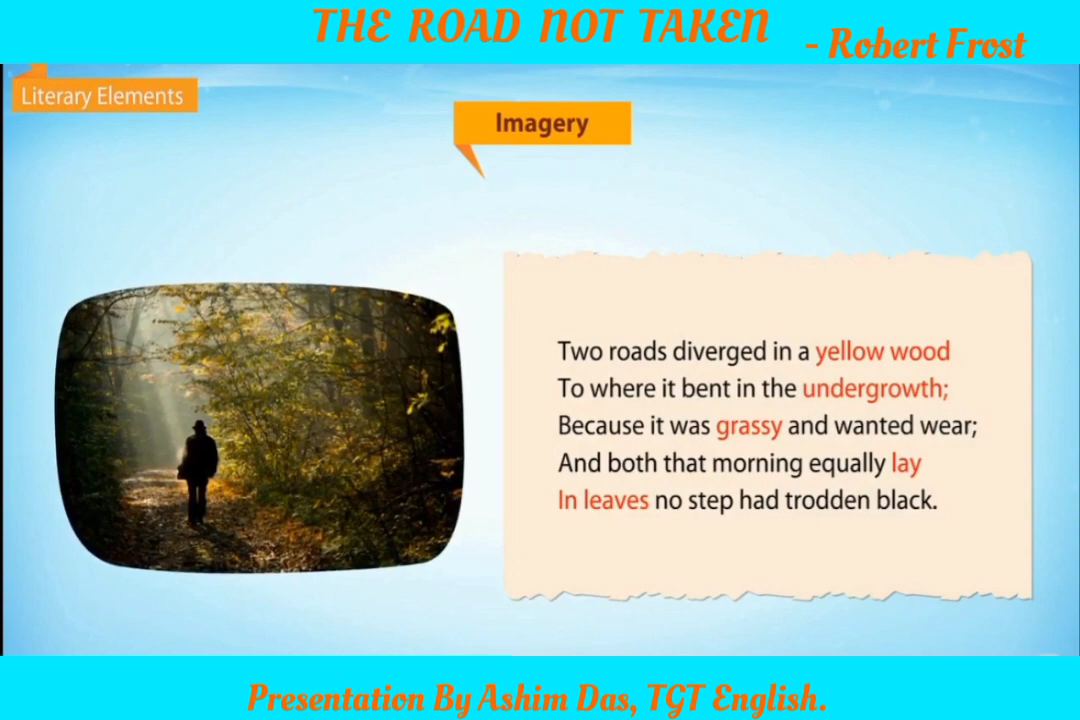 THE ROAD NOT TAKEN
- Robert Frost
Literary Elements
Imagery
Two roads diverged in a yellow wood
To where it bent in the undergrowth;
Because it was grassy and wanted wear;
And both that morning equally lay
In leaves no step had trodden black.
Presentation By Ashim Das, TGT English.